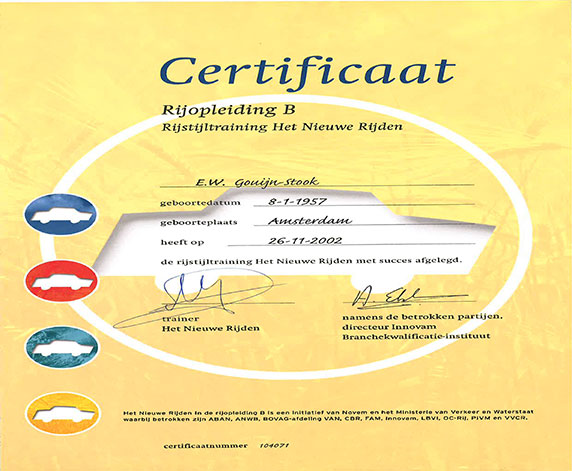 Certificaat
Rijopleiding B
Rijstijltraining Het Nieuwe Rijden
E.W. Gouijn-Stook
geboortedatum 8-1-1957
geboorteplaats Amsterdam
heeft op 26-11-2002
de rijstijltraining Het Nieuwe Rijden met succes afgelegd.
trainer
Het Nieuwe Rijden
namens de betrokken partijen,
directeur Innovam
Branchekwalificatie-instituut
Het Nieuwe Rijden in de rijopleiding B is een initiatief van Novem en het Ministerie van Verkeer en Waterstaat
waarbij betrokken zijn ABAN, ANWB, BOVAG-afdeling VAN, CBR, FAM, Innovam, LBVI, OC-Rij, PJVM en VVCR.
certificaatnummer 104071